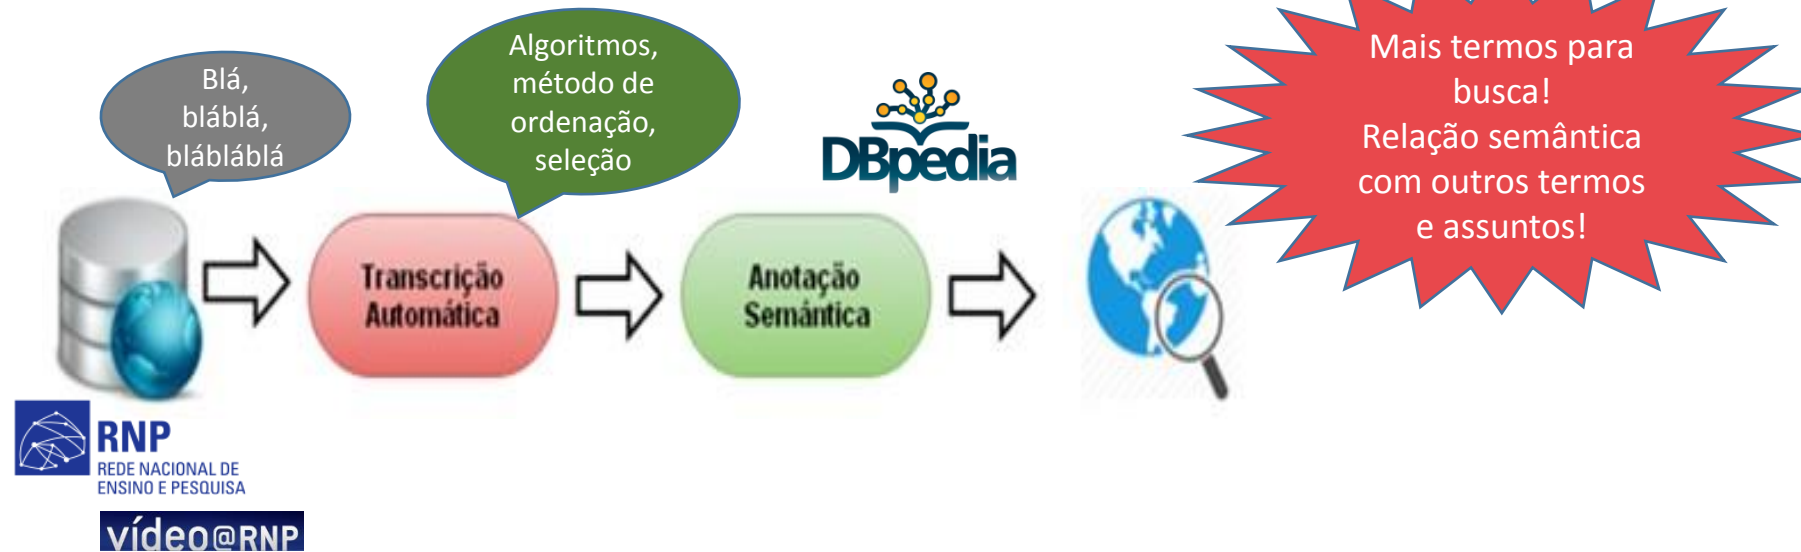 Blá,
bláblá,
blábláblá
Algoritmos,
método de
ordenação,
seleção
DBpedia
Mais termos para
busca!
Relação semântica
com outros termos
e assuntos!
Transcrição
Automática
Anotação
Semántica
RNP
REDE NACIONAL DE
ENSINO E PESQUISA
vídeo@RNP